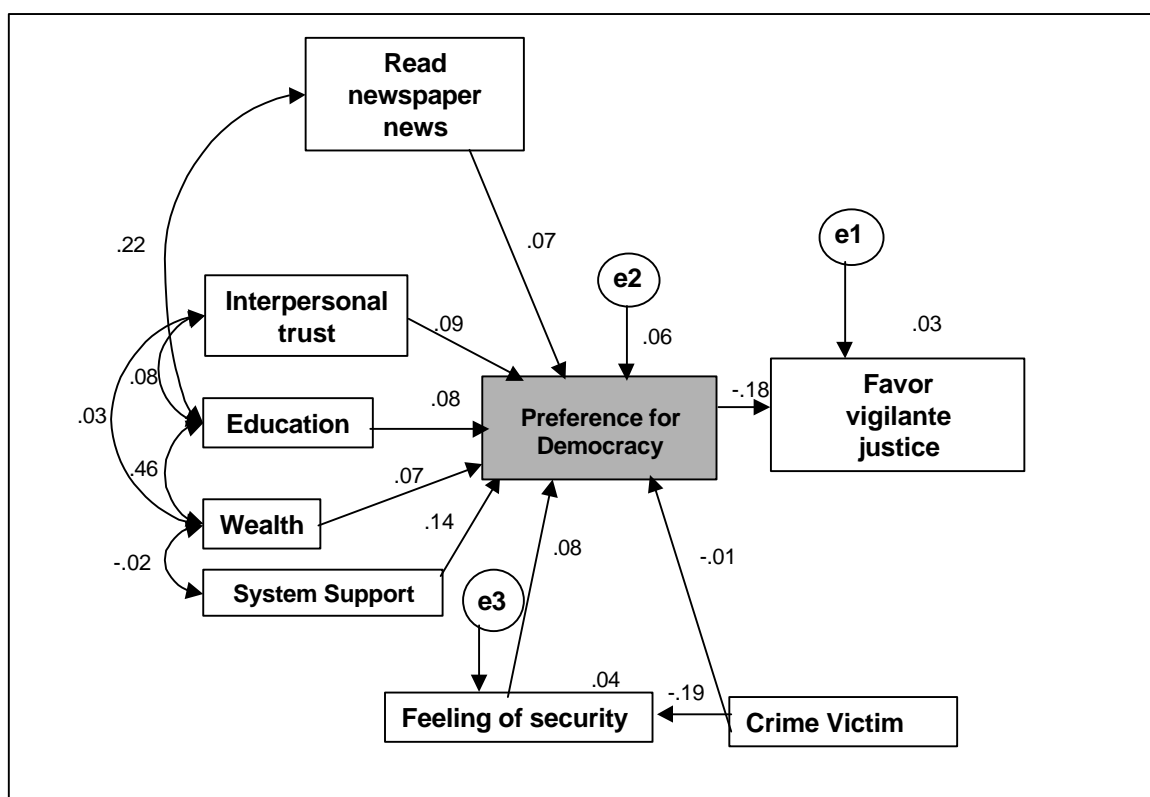 Read
newspaper
news
.22
.07
e1
e2
Interpersonal
trust
.09
.06
.03
.08
.03
Education
.08
Preference for
Democracy
-.18
Favor
vigilante
justice
.46
Wealth
.07
-.02
System Support
.14
.08
-.01
e3
.04
-.19
Feeling of security
Crime Victim